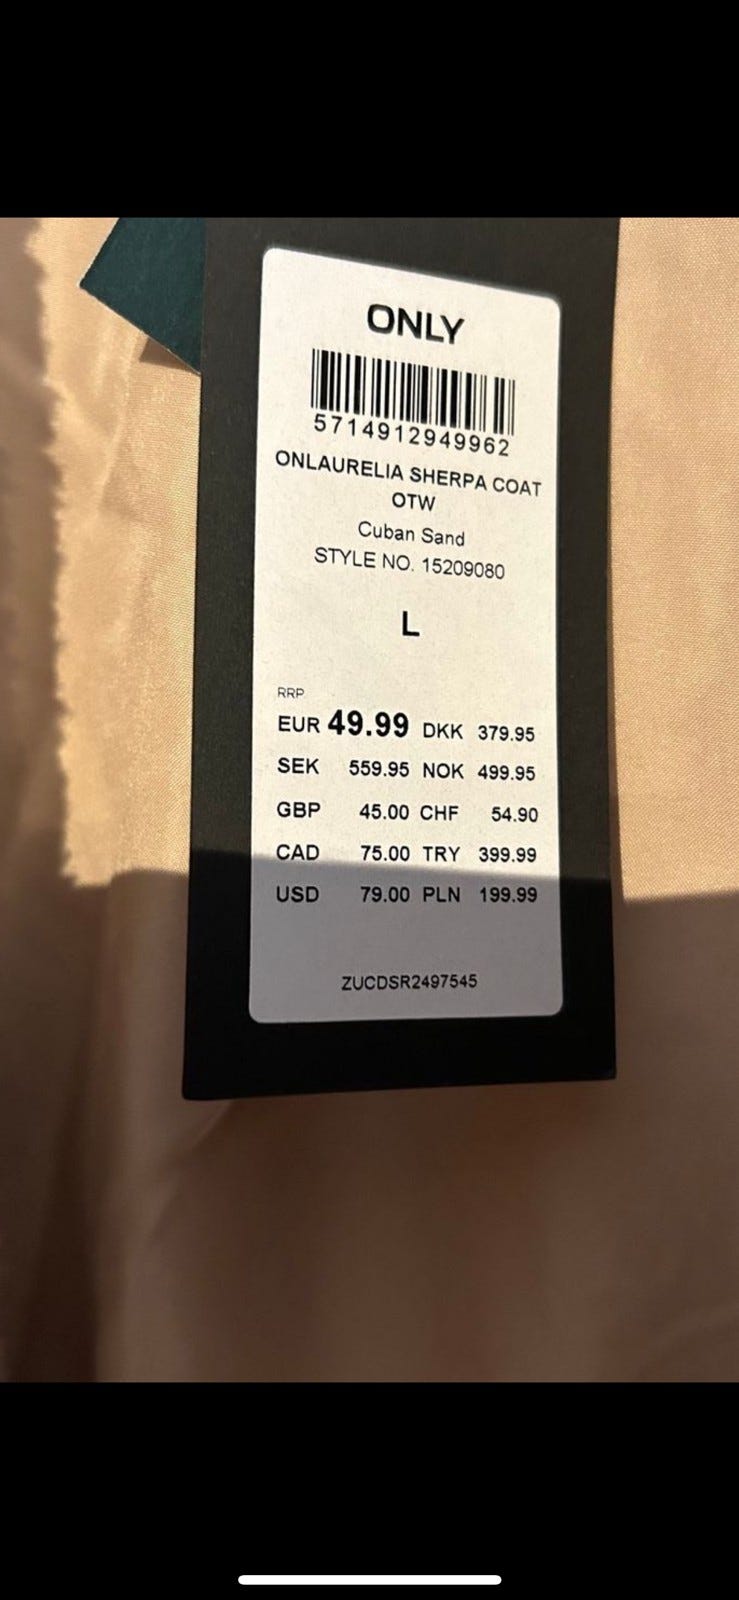 ONLY
5714912949962
ONLAURELIA SHERPA COAT
OTW
Cuban Sand
STYLE NO. 15209080
L
RRP
EUR 49.99 DKK 379.95
SEK 559.95 NOK 499.95
GBP 45.00 CHF 54.90
CAD 75.00 TRY 399.99
USD 79.00 PLN 199.99
ZUCDSR2497545